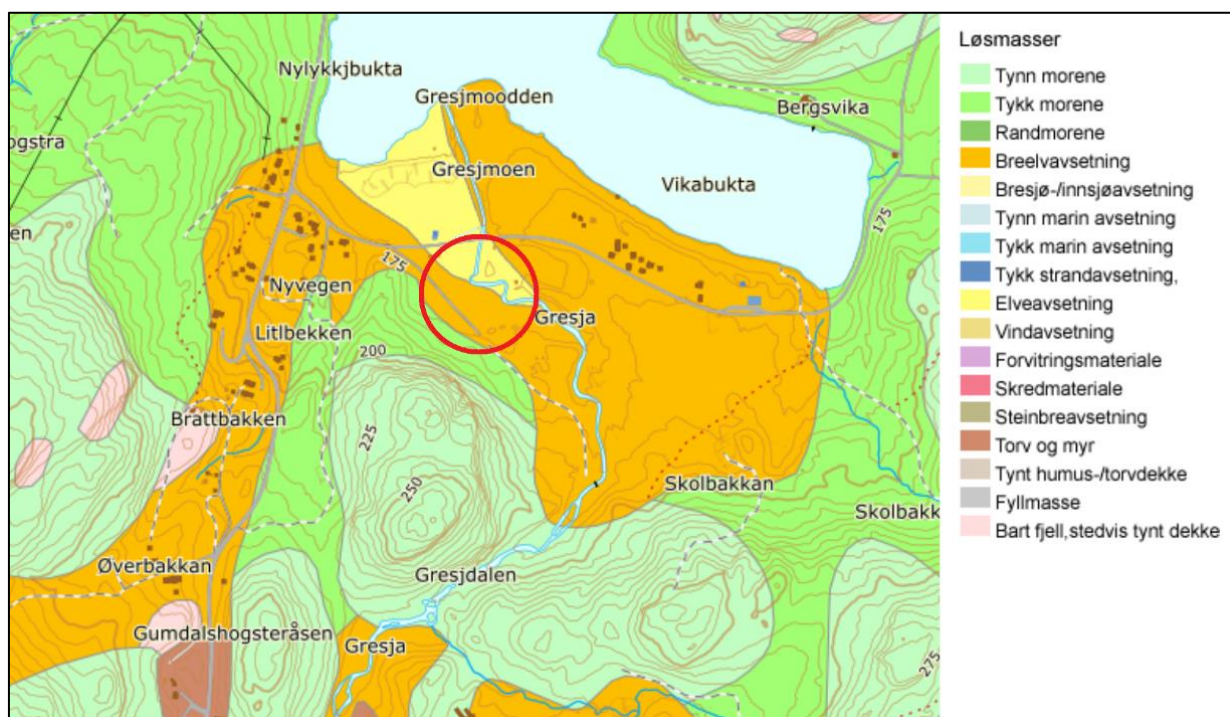 Nylykkjbukta
Gresjmoodden
Bergsvika
ogstra
Gresjmoen
Vikabukta
en
175
175
Nyvegen
Gresja
Litlbekken
200
Brattbakken
225
250
Skolbakkan
Skolbakk
Øverbakkan
Gresjdalen
Gumdalshogsteråsen
Gresja
275
Løsmasser
Tynn morene
Tykk morene
Randmorene
Breelvavsetning
Bresjø-/innsjøavsetning
Tynn marin avsetning
Tykk marin avsetning
Tykk strandavsetning,
Elveavsetning
Vindavsetning
Forvitringsmateriale
Skredmateriale
Steinbreavsetning
Torv og myr
Tynt humus-/torvdekke
Fyllmasse
Bart fjell,stedvis tynt dekke